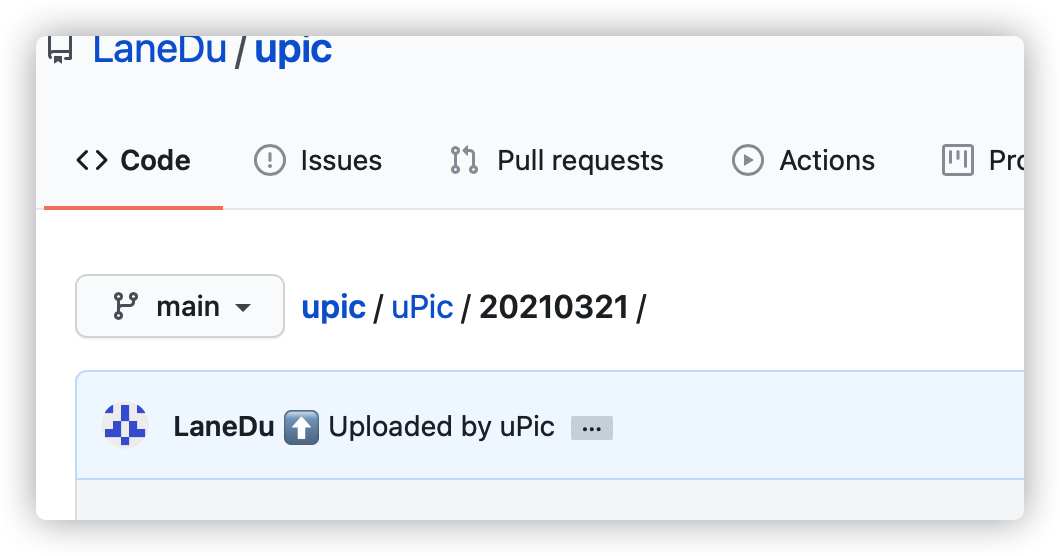 LaneDu / upic
Code Issues Pull requests Actions Pro
main upic / uPic / 20210321 /
LaneDu ⬆️ Uploaded by uPic ...